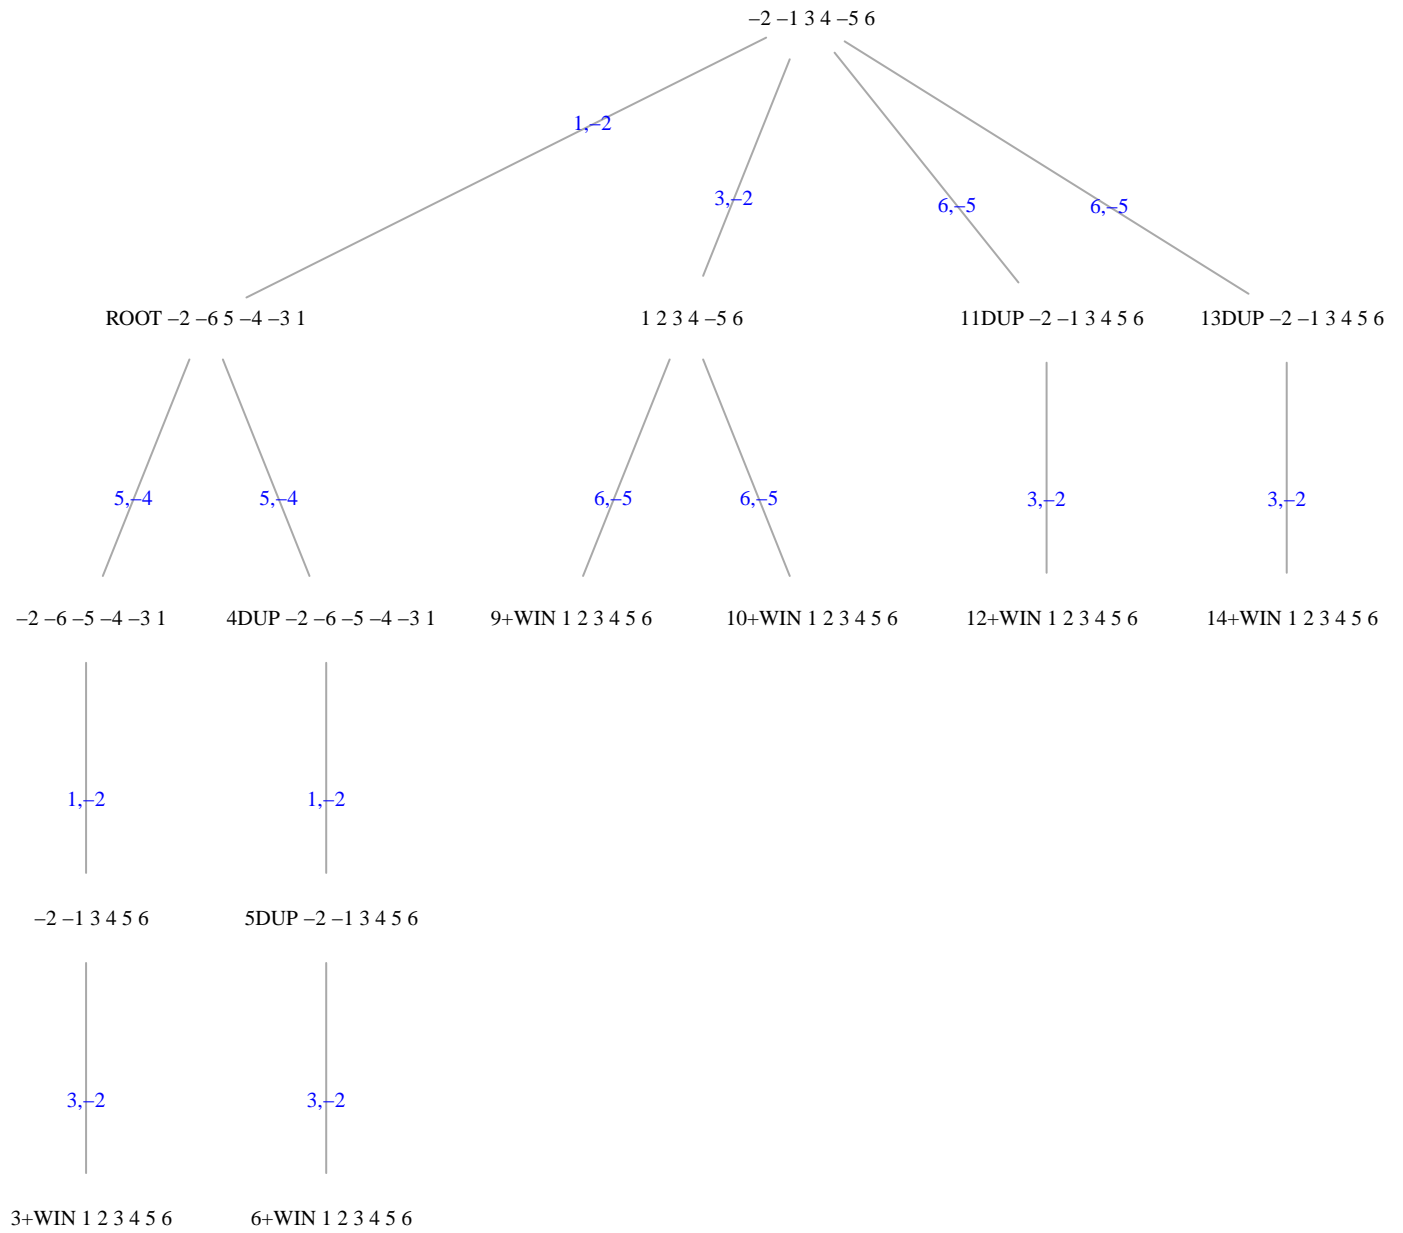 −2 −1 3 4 −5 6
1,−2
3,−2
6,−5
6,−5
ROOT −2 −6 5 −4 −3 1
1 2 3 4 −5 6
11DUP −2 −1 3 4 5 6
13DUP −2 −1 3 4 5 6
5,−4
5,−4
6,−5
6,−5
3,−2
3,−2
−2 −6 −5 −4 −3 1
4DUP −2 −6 −5 −4 −3 1
9+WIN 1 2 3 4 5 6
10+WIN 1 2 3 4 5 6
12+WIN 1 2 3 4 5 6
14+WIN 1 2 3 4 5 6
1,−2
1,−2
−2 −1 3 4 5 6
5DUP −2 −1 3 4 5 6
3,−2
3,−2
3+WIN 1 2 3 4 5 6
6+WIN 1 2 3 4 5 6